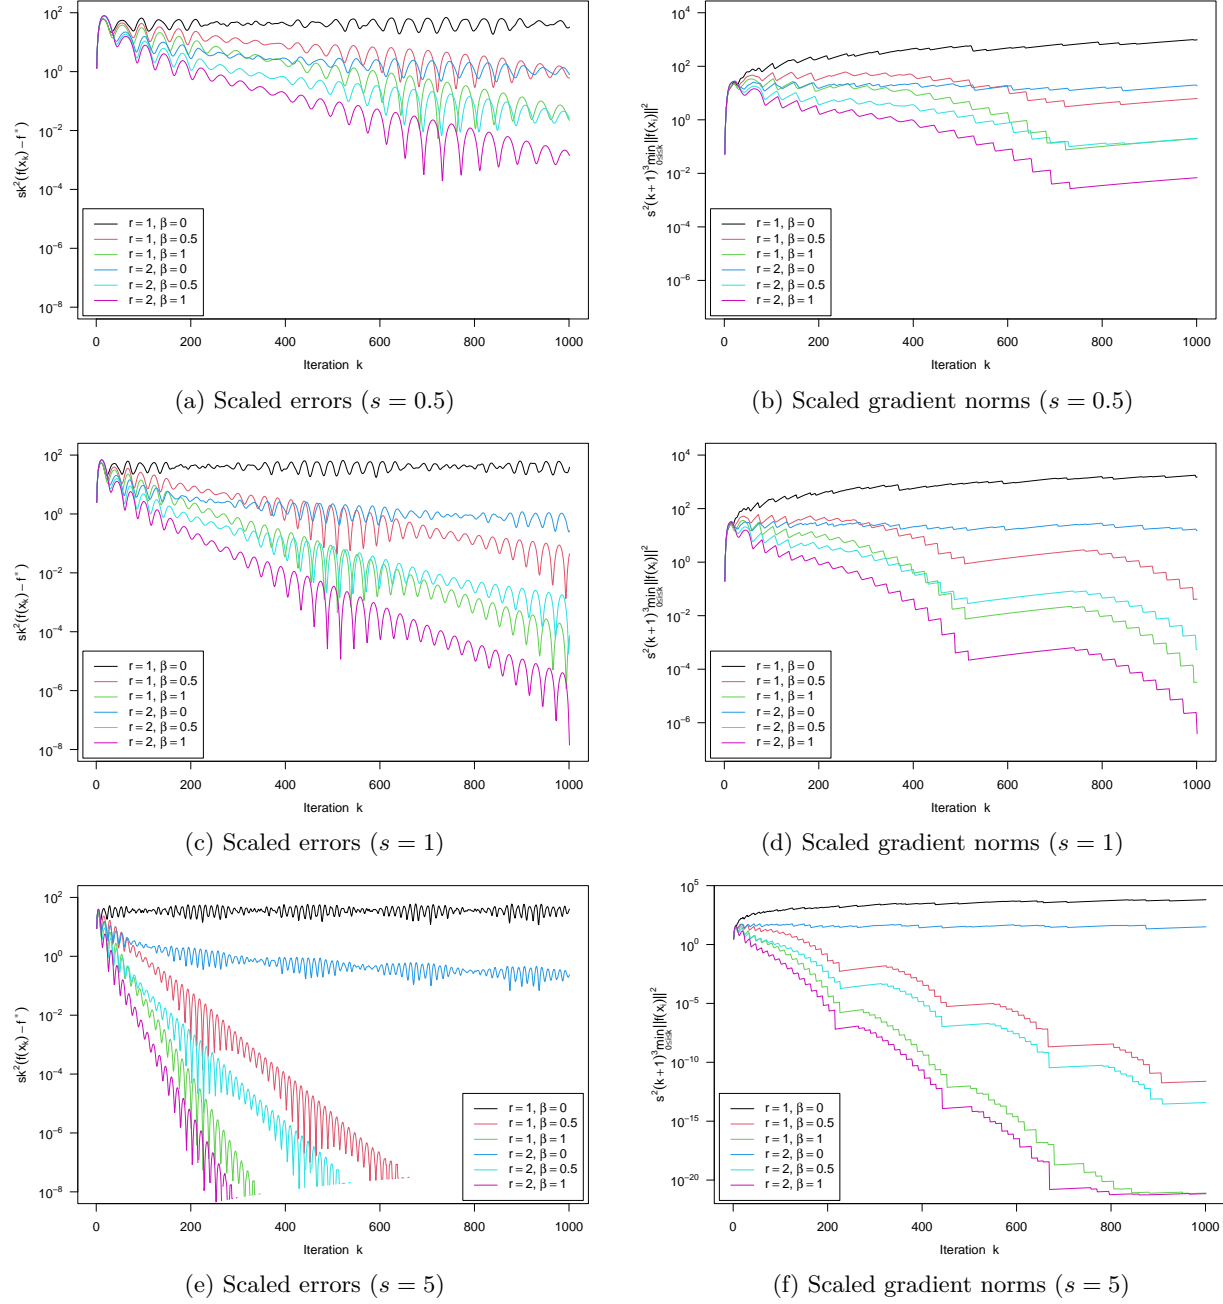 10^2
10^0
10^-2
10^-4
10^-6
10^-8
sk^2(f(x_k) − f^*)
r = 1, β = 0
r = 1, β = 0.5
r = 1, β = 1
r = 2, β = 0
r = 2, β = 0.5
r = 2, β = 1
0 200 400 600 800 1000
Iteration k
(a) Scaled errors (s = 0.5)
10^4
10^2
10^0
10^-2
10^-4
10^-6
s^2(k+1)^3 min_{0≤i≤k} ||f(x_i)||^2
r = 1, β = 0
r = 1, β = 0.5
r = 1, β = 1
r = 2, β = 0
r = 2, β = 0.5
r = 2, β = 1
0 200 400 600 800 1000
Iteration k
(b) Scaled gradient norms (s = 0.5)
10^2
10^0
10^-2
10^-4
10^-6
10^-8
sk^2(f(x_k) − f^*)
r = 1, β = 0
r = 1, β = 0.5
r = 1, β = 1
r = 2, β = 0
r = 2, β = 0.5
r = 2, β = 1
0 200 400 600 800 1000
Iteration k
(c) Scaled errors (s = 1)
10^4
10^2
10^0
10^-2
10^-4
10^-6
s^2(k+1)^3 min_{0≤i≤k} ||f(x_i)||^2
r = 1, β = 0
r = 1, β = 0.5
r = 1, β = 1
r = 2, β = 0
r = 2, β = 0.5
r = 2, β = 1
0 200 400 600 800 1000
Iteration k
(d) Scaled gradient norms (s = 1)
10^2
10^0
10^-2
10^-4
10^-6
10^-8
sk^2(f(x_k) − f^*)
r = 1, β = 0
r = 1, β = 0.5
r = 1, β = 1
r = 2, β = 0
r = 2, β = 0.5
r = 2, β = 1
0 200 400 600 800 1000
Iteration k
(e) Scaled errors (s = 5)
10^5
10^0
10^-5
10^-10
10^-15
10^-20
s^2(k+1)^3 min_{0≤i≤k} ||f(x_i)||^2
r = 1, β = 0
r = 1, β = 0.5
r = 1, β = 1
r = 2, β = 0
r = 2, β = 0.5
r = 2, β = 1
0 200 400 600 800 1000
Iteration k
(f) Scaled gradient norms (s = 5)